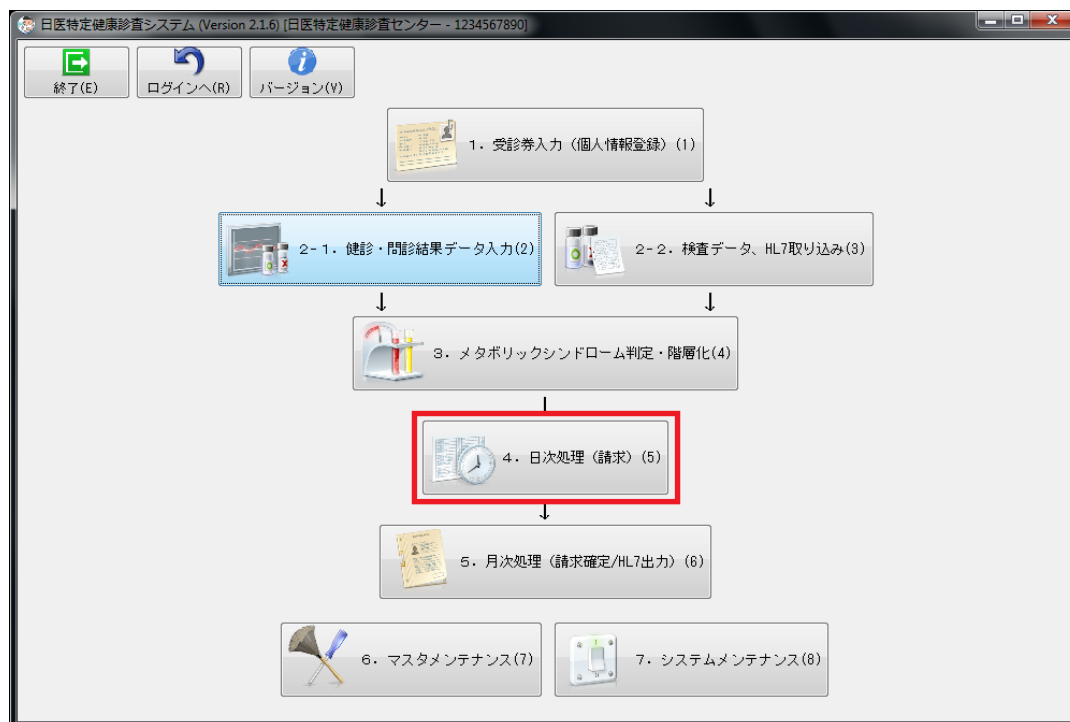 日医特定健康診査システム (Version 2.1.6) [日医特定健康診査センター - 1234567890]
終了(E)
ログインへ(R)
バージョン(V)
1. 受診券入力（個人情報登録）(1)
↓ ↓
2-1. 健診・問診結果データ入力(2)
2-2. 検査データ、HL7取り込み(3)
↓ ↓
3. メタボリックシンドローム判定・階層化(4)
4. 日次処理（請求）(5)
↓
5. 月次処理（請求確定/HL7出力）(6)
6. マスタメンテナンス(7)
7. システムメンテナンス(8)